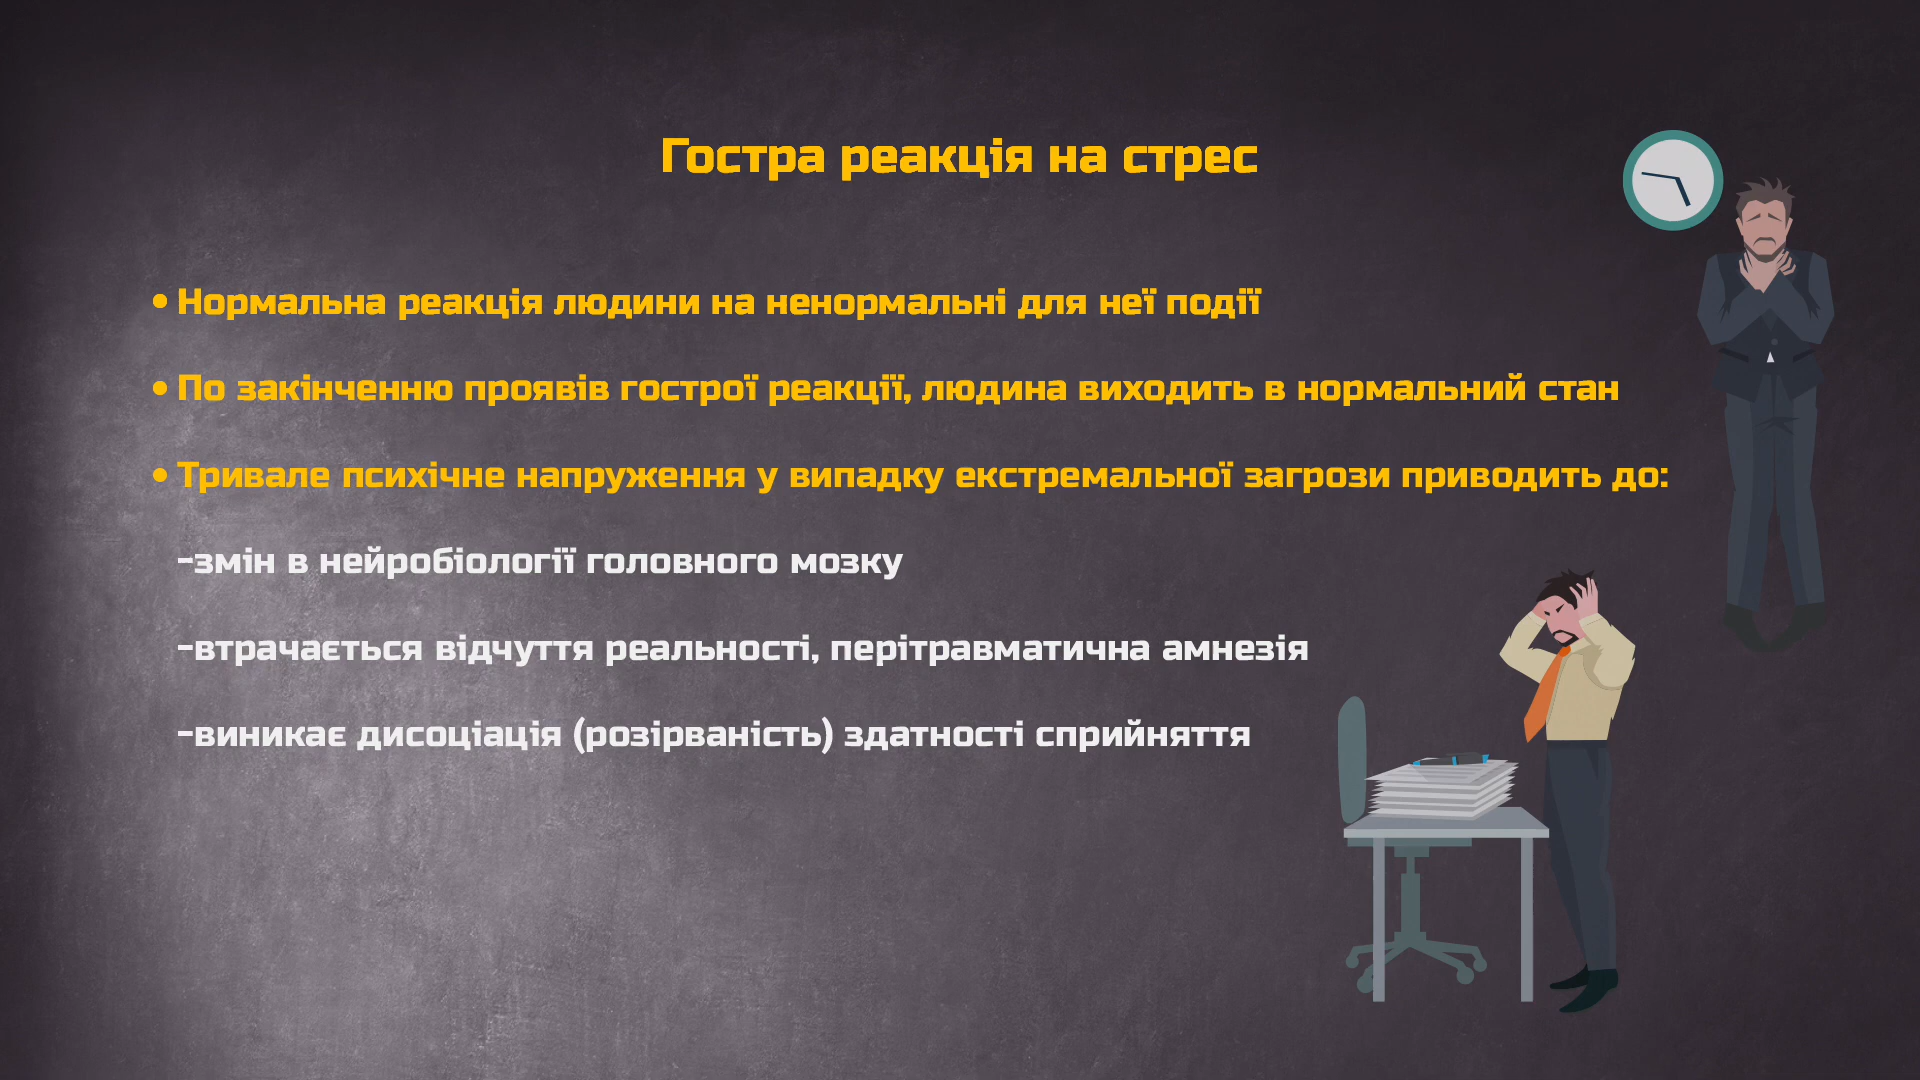 Гостра реакція на стрес
• Нормальна реакція людини на ненормальні для неї події
• По закінченню проявів гострої реакції, людина виходить в нормальний стан
• Тривале психічне напруження у випадку екстремальної загрози приводить до:
-змін в нейробіології головного мозку
-втрачається відчуття реальності, перітравматична амнезія
-виникає дисоціація (розірваність) здатності сприйняття